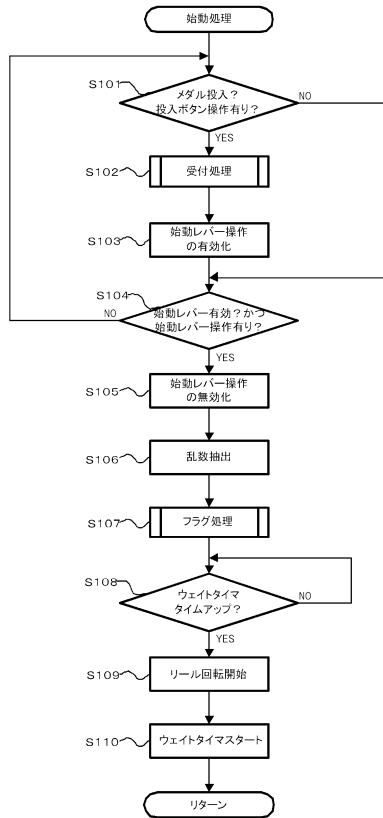 始動処理
S101
メダル投入？
投入ボタン操作有り？
NO
YES
S102
受付処理
S103
始動レバー操作
の有効化
S104
始動レバー有効？かつ
始動レバー操作有り？
NO
YES
S105
始動レバー操作
の無効化
S106
乱数抽出
S107
フラグ処理
S108
ウェイトタイマ
タイムアップ？
NO
YES
S109
リール回転開始
S110
ウェイトタイマスタート
リターン